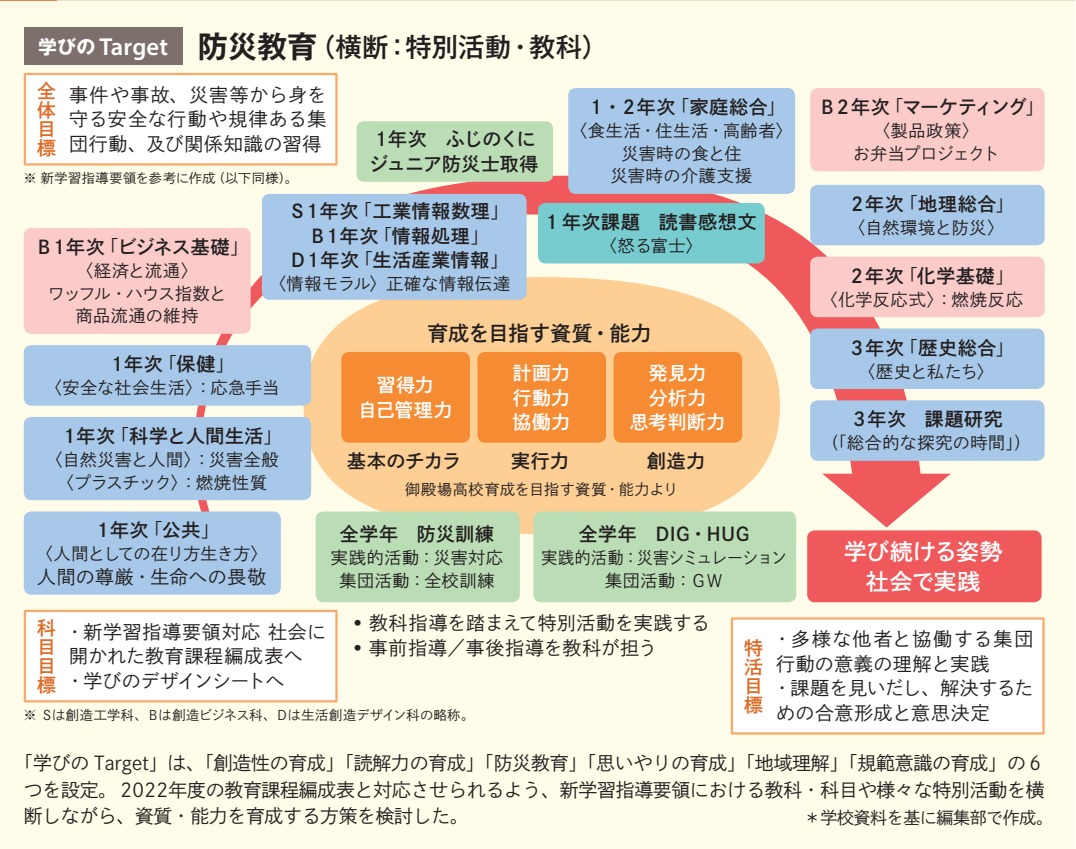 学びの Target 防災教育（横断：特別活動・教科）
全体目標
事件や事故、災害等から身を
守る安全な行動や規律ある集
団行動、及び関係知識の習得
※ 新学習指導要領を参考に作成（以下同様）。
1年次　ふじのくに
ジュニア防災士取得
1・2年次「家庭総合」
〈食生活・住生活・高齢者〉
災害時の食と住
災害時の介護支援
B2年次「マーケティング」
〈製品政策〉
お弁当プロジェクト
S1年次「工業情報数理」
B1年次「情報処理」
D1年次「生活産業情報」
〈情報モラル〉正確な情報伝達
1年次課題　読書感想文
〈怒る富士〉
2年次「地理総合」
〈自然環境と防災〉
B1年次「ビジネス基礎」
〈経済と流通〉
ワッフル・ハウス指数と
商品流通の維持
2年次「化学基礎」
〈化学反応式〉：燃焼反応
1年次「保健」
〈安全な社会生活〉：応急手当
3年次「歴史総合」
〈歴史と私たち〉
1年次「科学と人間生活」
〈自然災害と人間〉：災害全般
〈プラスチック〉：燃焼性質
3年次　課題研究
（「総合的な探究の時間」）
1年次「公共」
〈人間としての在り方生き方〉
人間の尊厳・生命への畏敬
育成を目指す資質・能力
習得力
自己管理力
計画力
行動力
協働力
発見力
分析力
思考判断力
基本のチカラ
実行力
創造力
御殿場高校育成を目指す資質・能力より
全学年　防災訓練
実践的活動：災害対応
集団活動：全校訓練
全学年　DIG・HUG
実践的活動：災害シミュレーション
集団活動：GW
学び続ける姿勢
社会で実践
科目目標
・新学習指導要領対応 社会に
開かれた教育課程編成表へ
・学びのデザインシートへ
• 教科指導を踏まえて特別活動を実践する
• 事前指導／事後指導を教科が担う
特活目標
・多様な他者と協働する集団
行動の意義の理解と実践
・課題を見いだし、解決するた
めの合意形成と意思決定
※ Sは創造工学科、Bは創造ビジネス科、Dは生活創造デザイン科の略称。
「学びの Target」は、「創造性の育成」「読解力の育成」「防災教育」「思いやりの育成」「地域理解」「規範意識の育成」の6
つを設定。2022年度の教育課程編成表と対応させられるよう、新学習指導要領における教科・科目や様々な特別活動を横
断しながら、資質・能力を育成する方策を検討した。
＊学校資料を基に編集部で作成。